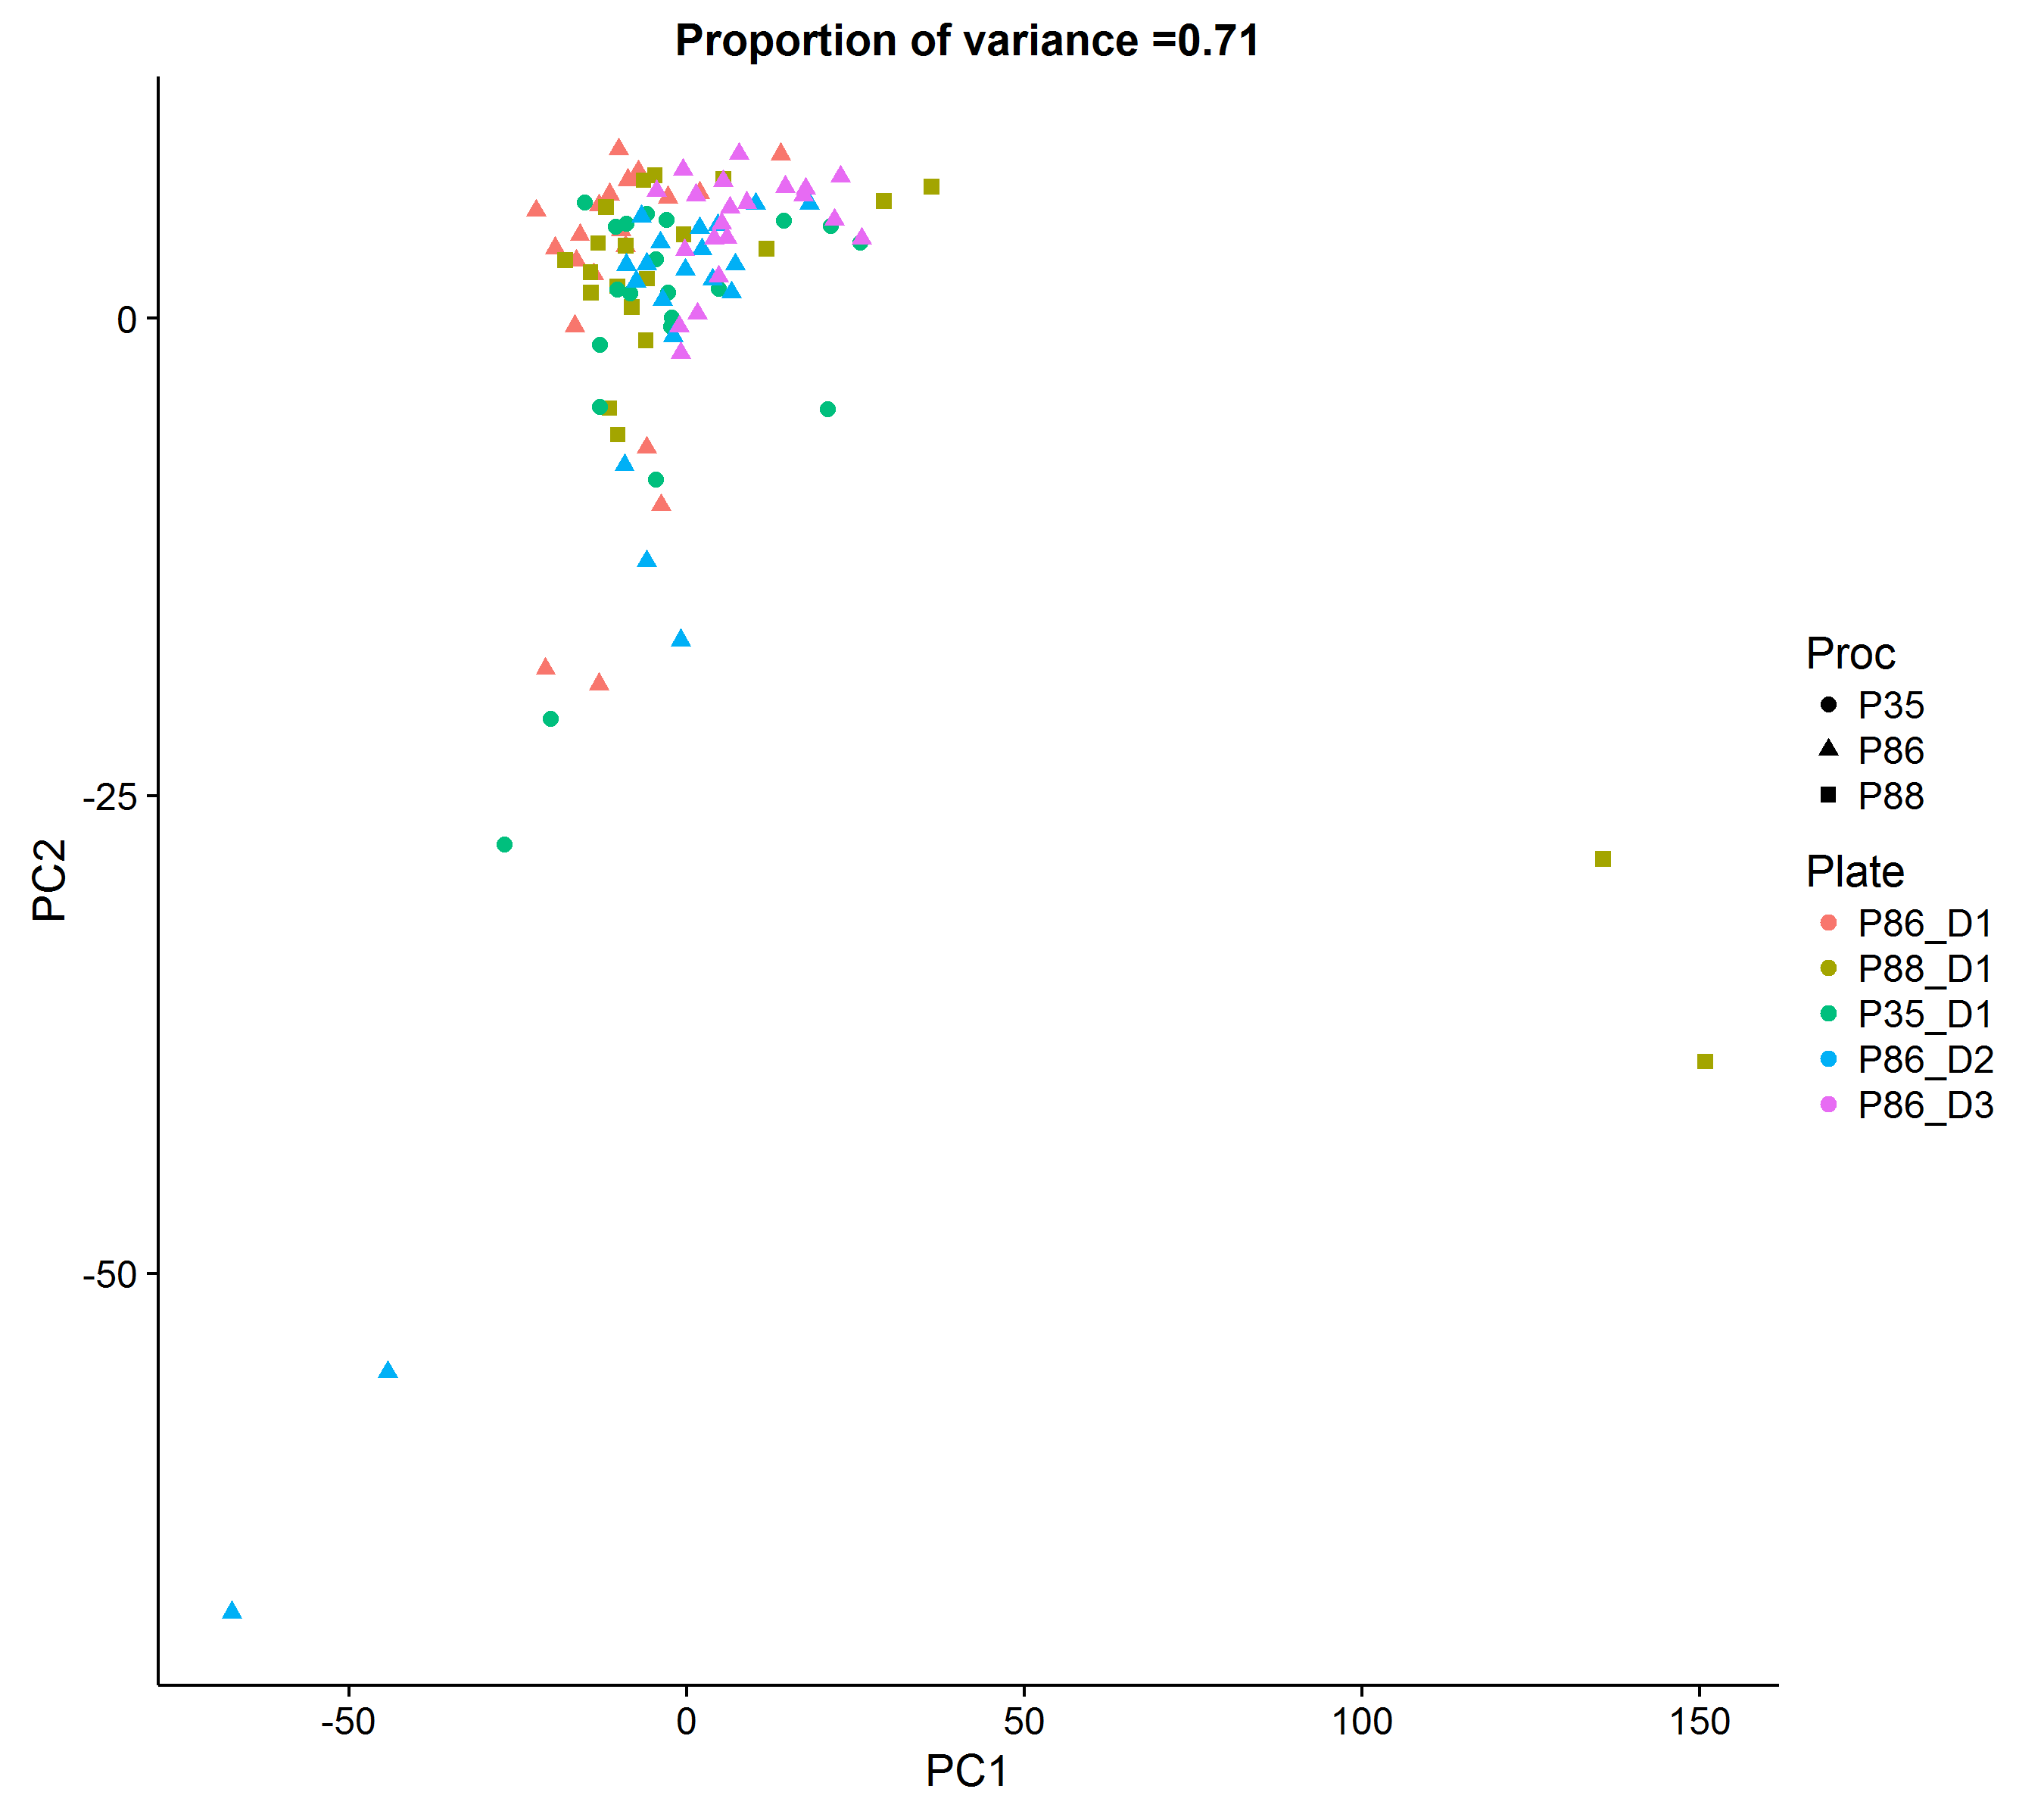 Proportion of variance =0.71
0
-25
-50
PC2
-50
0
50
100
150
PC1
Proc
P35
P86
P88
Plate
P86_D1
P88_D1
P35_D1
P86_D2
P86_D3